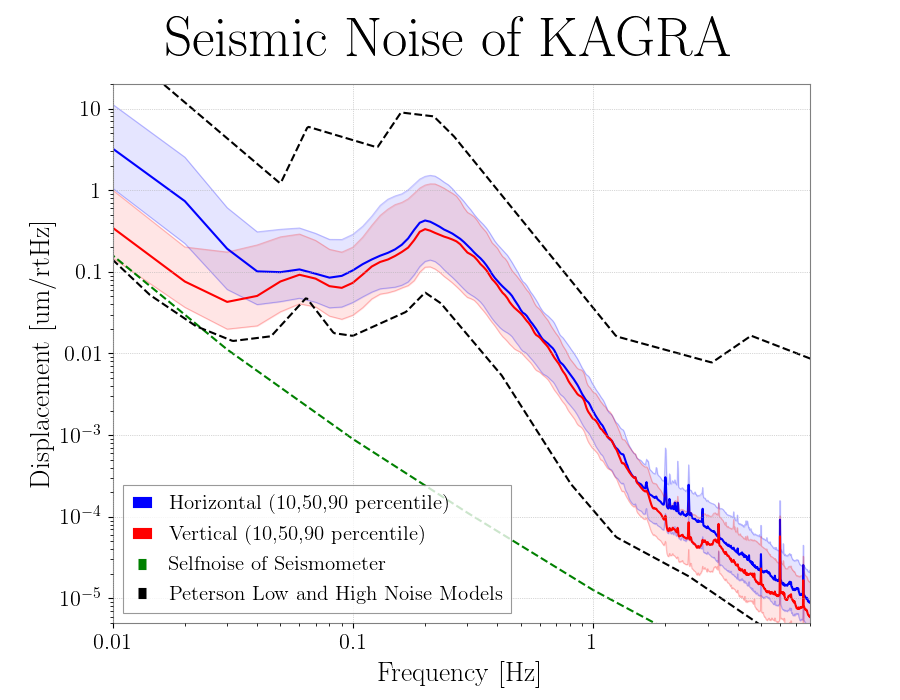 Seismic Noise of KAGRA
Displacement [um/rtHz]
10
1
0.1
0.01
10⁻³
10⁻⁴
10⁻⁵
Horizontal (10,50,90 percentile)
Vertical (10,50,90 percentile)
Selfnoise of Seismometer
Peterson Low and High Noise Models
0.01 0.1 1
Frequency [Hz]